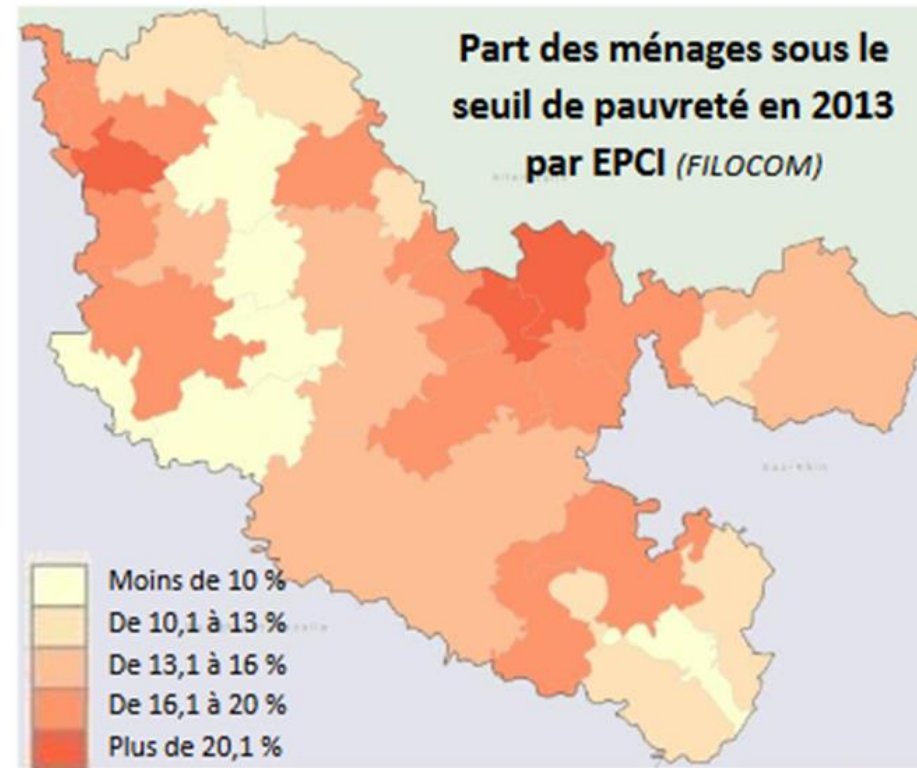 Part des ménages sous le
seuil de pauvreté en 2013
par EPCI (FILOCOM)
Moins de 10 %
De 10,1 à 13 %
De 13,1 à 16 %
De 16,1 à 20 %
Plus de 20,1 %